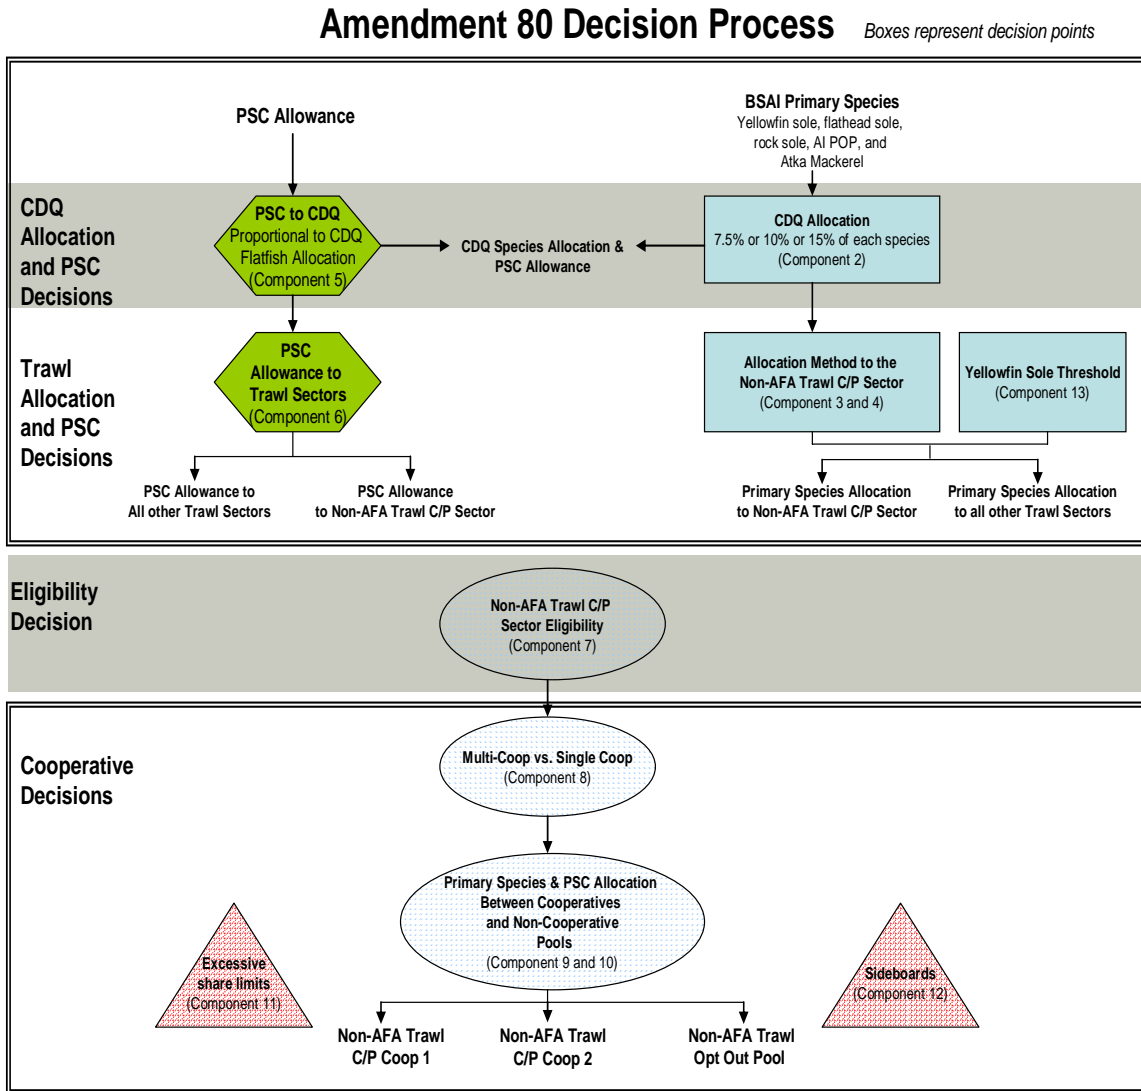 Amendment 80 Decision Process
Boxes represent decision points
PSC Allowance
BSAI Primary Species
Yellowfin sole, flathead sole,
rock sole, AI POP, and
Atka Mackerel
CDQ
Allocation
and PSC
Decisions
PSC to CDQ
Proportional to CDQ
Flatfish Allocation
(Component 5)
CDQ Species Allocation &
PSC Allowance
CDQ Allocation
7.5% or 10% or 15% of each species
(Component 2)
Trawl
Allocation
and PSC
Decisions
PSC
Allowance to
Trawl Sectors
(Component 6)
Allocation Method to the
Non-AFA Trawl C/P Sector
(Component 3 and 4)
Yellowfin Sole Threshold
(Component 13)
PSC Allowance to
All other Trawl Sectors
PSC Allowance
to Non-AFA Trawl C/P Sector
Primary Species Allocation
to Non-AFA Trawl C/P Sector
Primary Species Allocation
to all other Trawl Sectors
Eligibility
Decision
Non-AFA Trawl C/P
Sector Eligibility
(Component 7)
Cooperative
Decisions
Multi-Coop vs. Single Coop
(Component 8)
Primary Species & PSC Allocation
Between Cooperatives
and Non-Cooperative
Pools
(Component 9 and 10)
Excessive
share limits
(Component 11)
Sideboards
(Component 12)
Non-AFA Trawl
C/P Coop 1
Non-AFA Trawl
C/P Coop 2
Non-AFA Trawl
Opt Out Pool